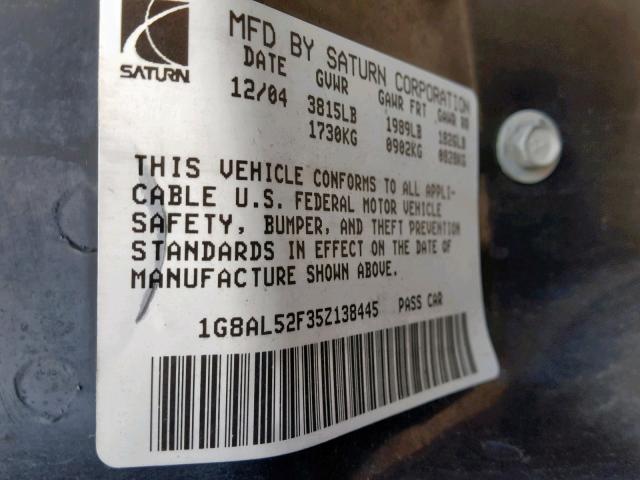 SATURN
MFD BY SATURN CORPORATION
DATE GVWR GAWR FRT GAWR RR
12/04 3815LB 1989LB 1826LB
1730KG 0902KG 0828KG
THIS VEHICLE CONFORMS TO ALL APPLI-
CABLE U.S. FEDERAL MOTOR VEHICLE
SAFETY, BUMPER, AND THEFT PREVENTION
STANDARDS IN EFFECT ON THE DATE OF
MANUFACTURE SHOWN ABOVE.
1G8AL52F35Z138445 PASS CAR